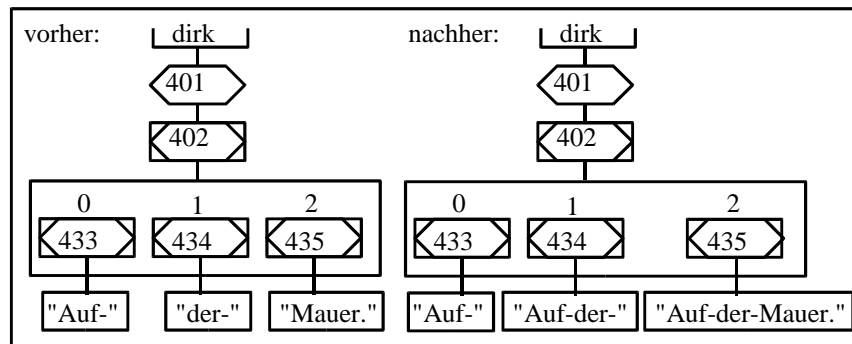 vorher: dirk nachher: dirk
401 401
402 402
0 1 2 0 1 2
433 434 435 433 434 435
"Auf-" "der-" "Mauer." "Auf-" "Auf-der-" "Auf-der-Mauer."